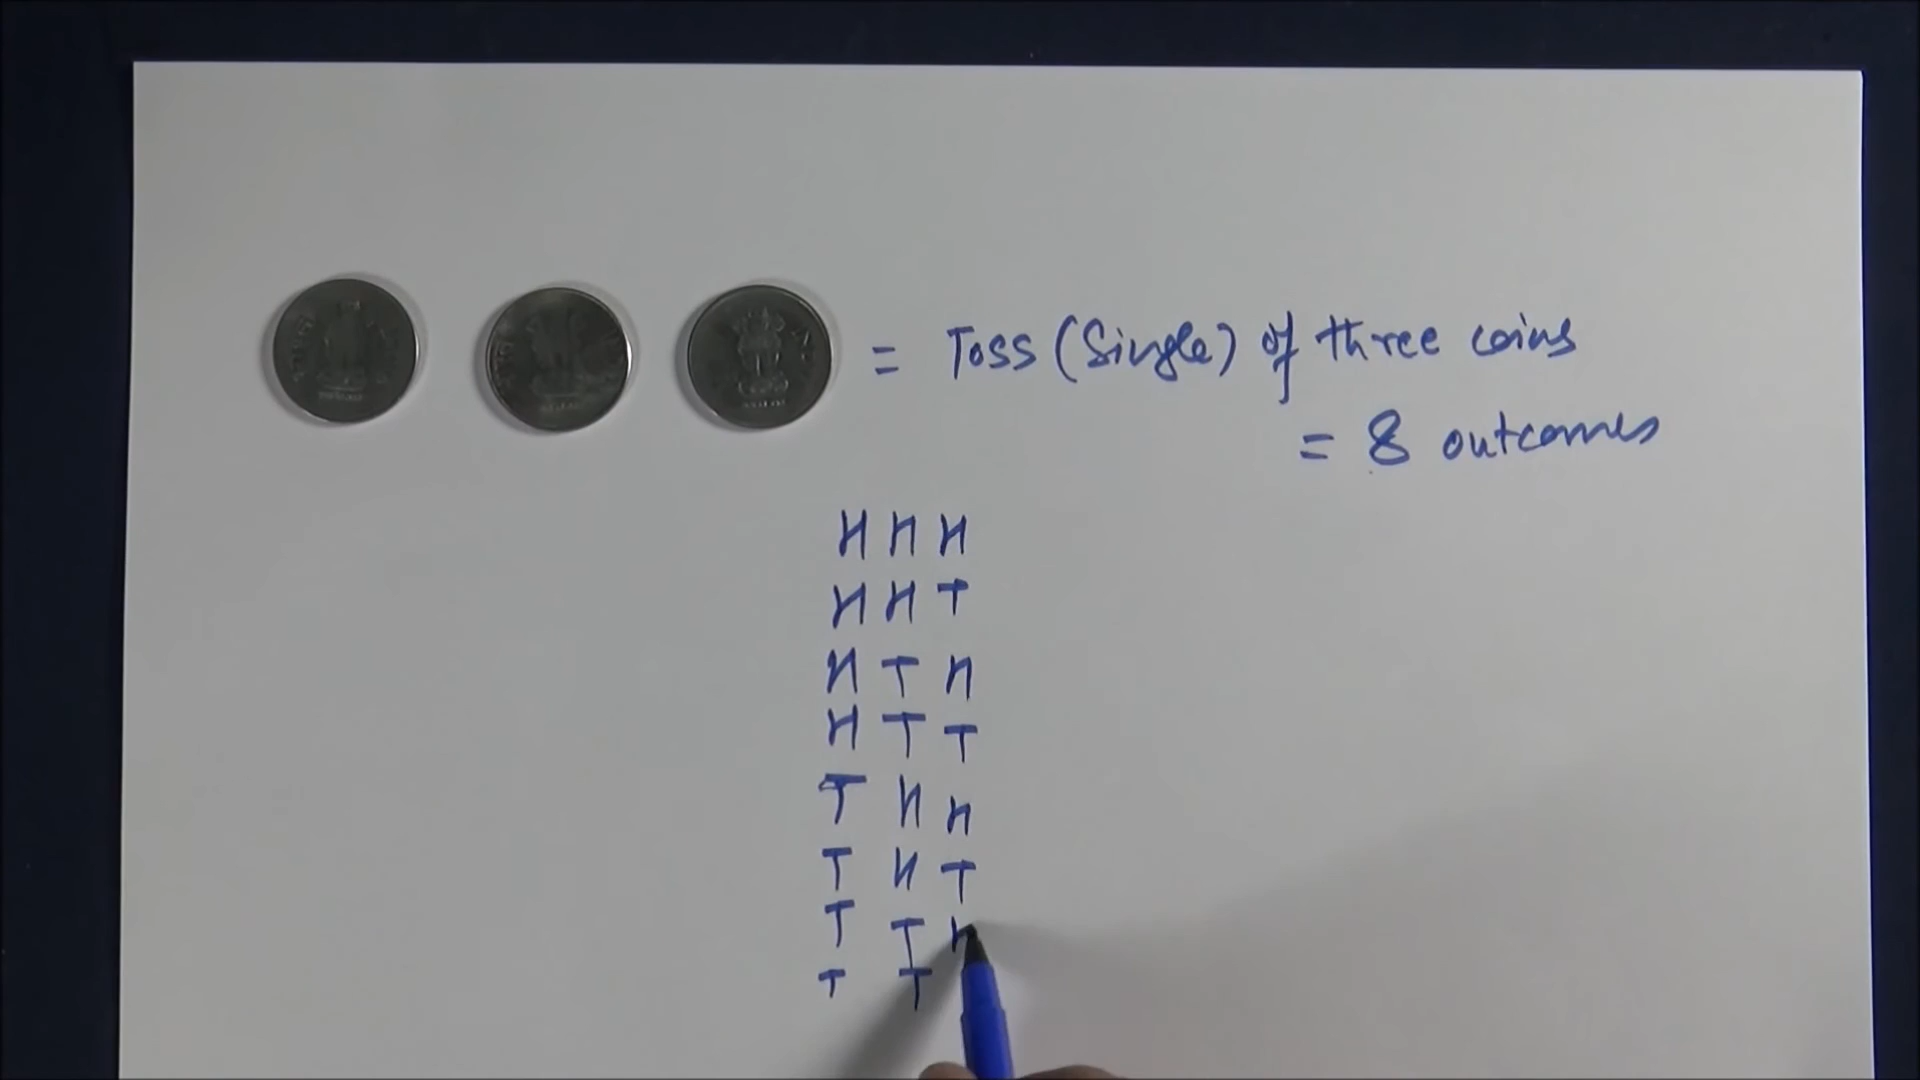 = Toss (Single) of three coins
= 8 outcomes
H H H
H H T
H T H
H T T
T H H
T H T
T T H
T T